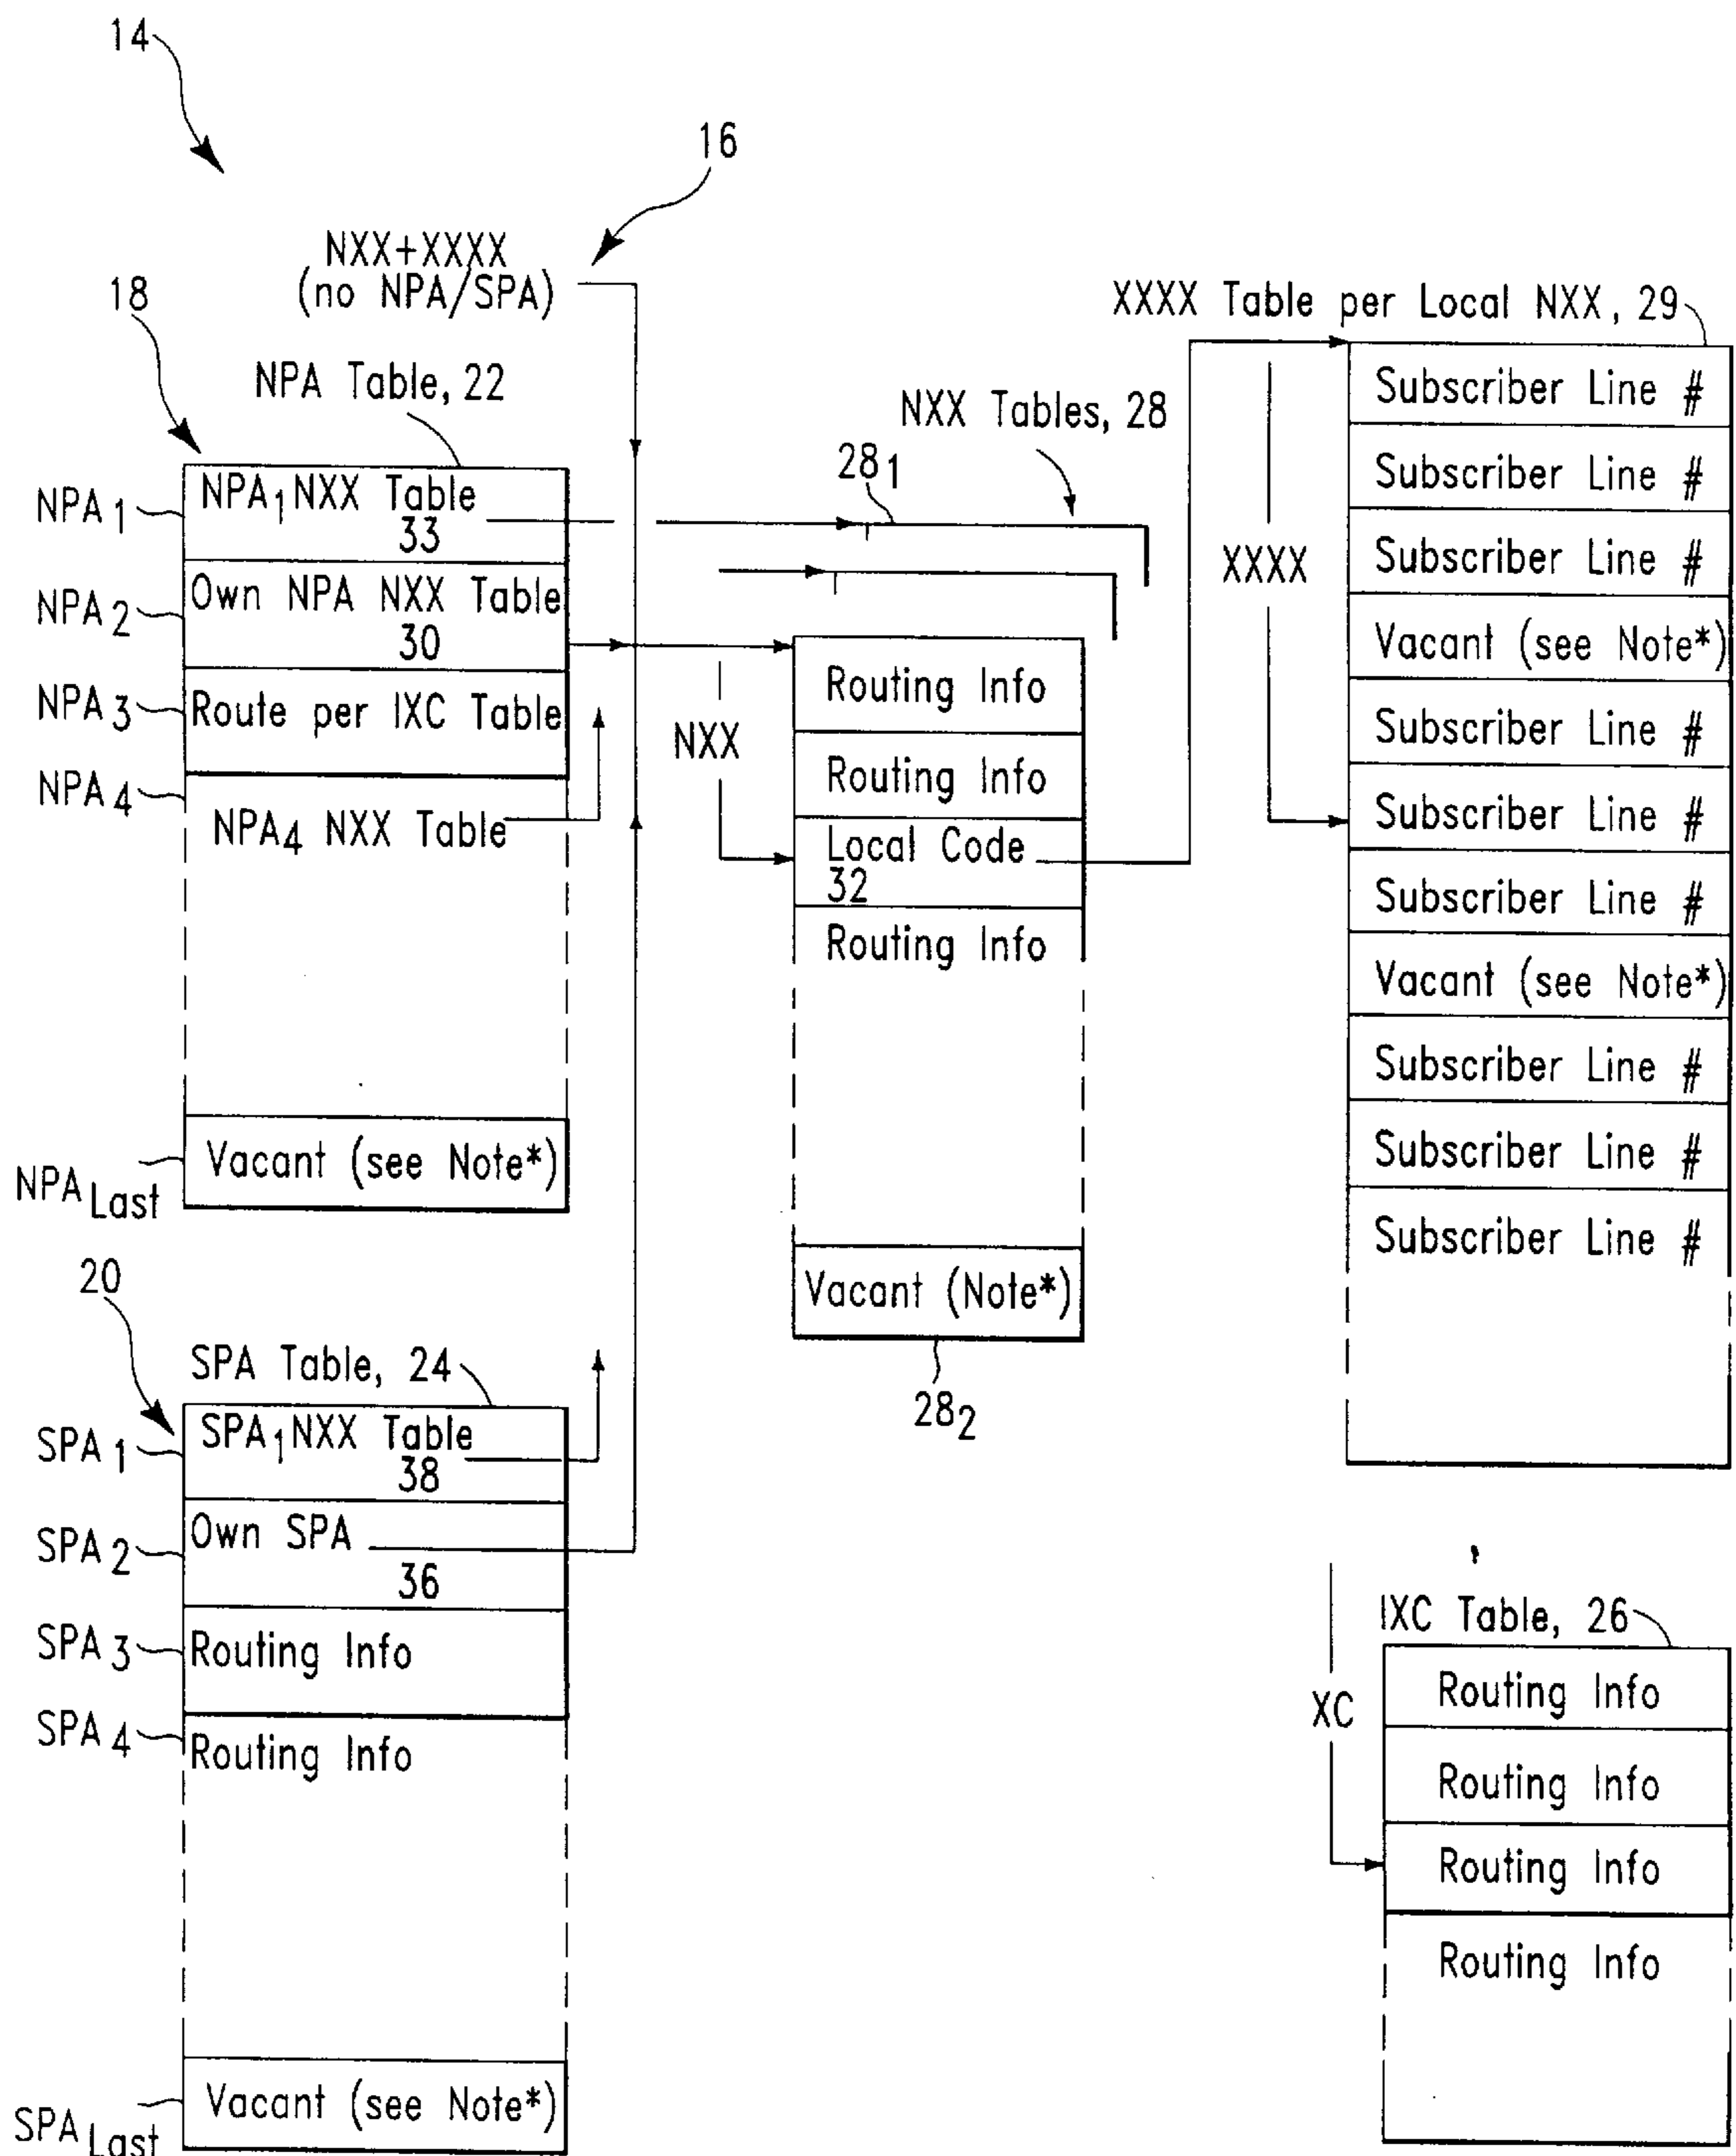 14
16
NXX+XXXX
(no NPA/SPA)
18
NPA Table, 22
NPA1
NPA1 NXX Table
33
NPA2
Own NPA NXX Table
30
NPA3
Route per IXC Table
NPA4
NPA4 NXX Table
NPA Last
Vacant (see Note*)
20
SPA Table, 24
SPA1
SPA1 NXX Table
38
SPA2
Own SPA
36
SPA3
Routing Info
SPA4
Routing Info
SPA Last
Vacant (see Note*)
NXX Tables, 28
281
NXX
Routing Info
Routing Info
Local Code
32
Routing Info
Vacant (Note*)
282
XXXX Table per Local NXX, 29
XXXX
Subscriber Line #
Subscriber Line #
Subscriber Line #
Vacant (see Note*)
Subscriber Line #
Subscriber Line #
Subscriber Line #
Vacant (see Note*)
Subscriber Line #
Subscriber Line #
Subscriber Line #
IXC Table, 26
XC
Routing Info
Routing Info
Routing Info
Routing Info